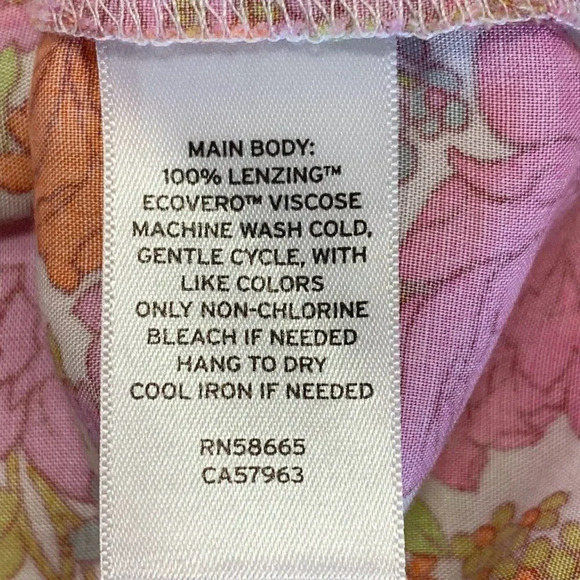 MAIN BODY:
100% LENZING™
ECOVERO™ VISCOSE
MACHINE WASH COLD,
GENTLE CYCLE, WITH
LIKE COLORS
ONLY NON-CHLORINE
BLEACH IF NEEDED
HANG TO DRY
COOL IRON IF NEEDED
RN58665
CA57963